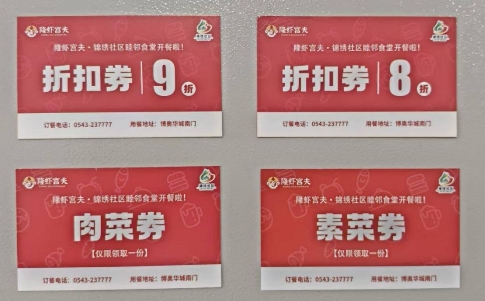 隆虾宫夫
隆虾宫夫·锦绣社区睦邻食堂开餐啦！
折扣券 9折
订餐电话：0543-237777 用餐地址：博奥华城南门
隆虾宫夫
隆虾宫夫·锦绣社区睦邻食堂开餐啦！
折扣券 8折
订餐电话：0543-237777 用餐地址：博奥华城南门
隆虾宫夫
隆虾宫夫·锦绣社区睦邻食堂开餐啦！
肉菜券
【仅限领取一份】
订餐电话：0543-237777 用餐地址：博奥华城南门
隆虾宫夫
隆虾宫夫·锦绣社区睦邻食堂开餐啦！
素菜券
【仅限领取一份】
订餐电话：0543-237777 用餐地址：博奥华城南门